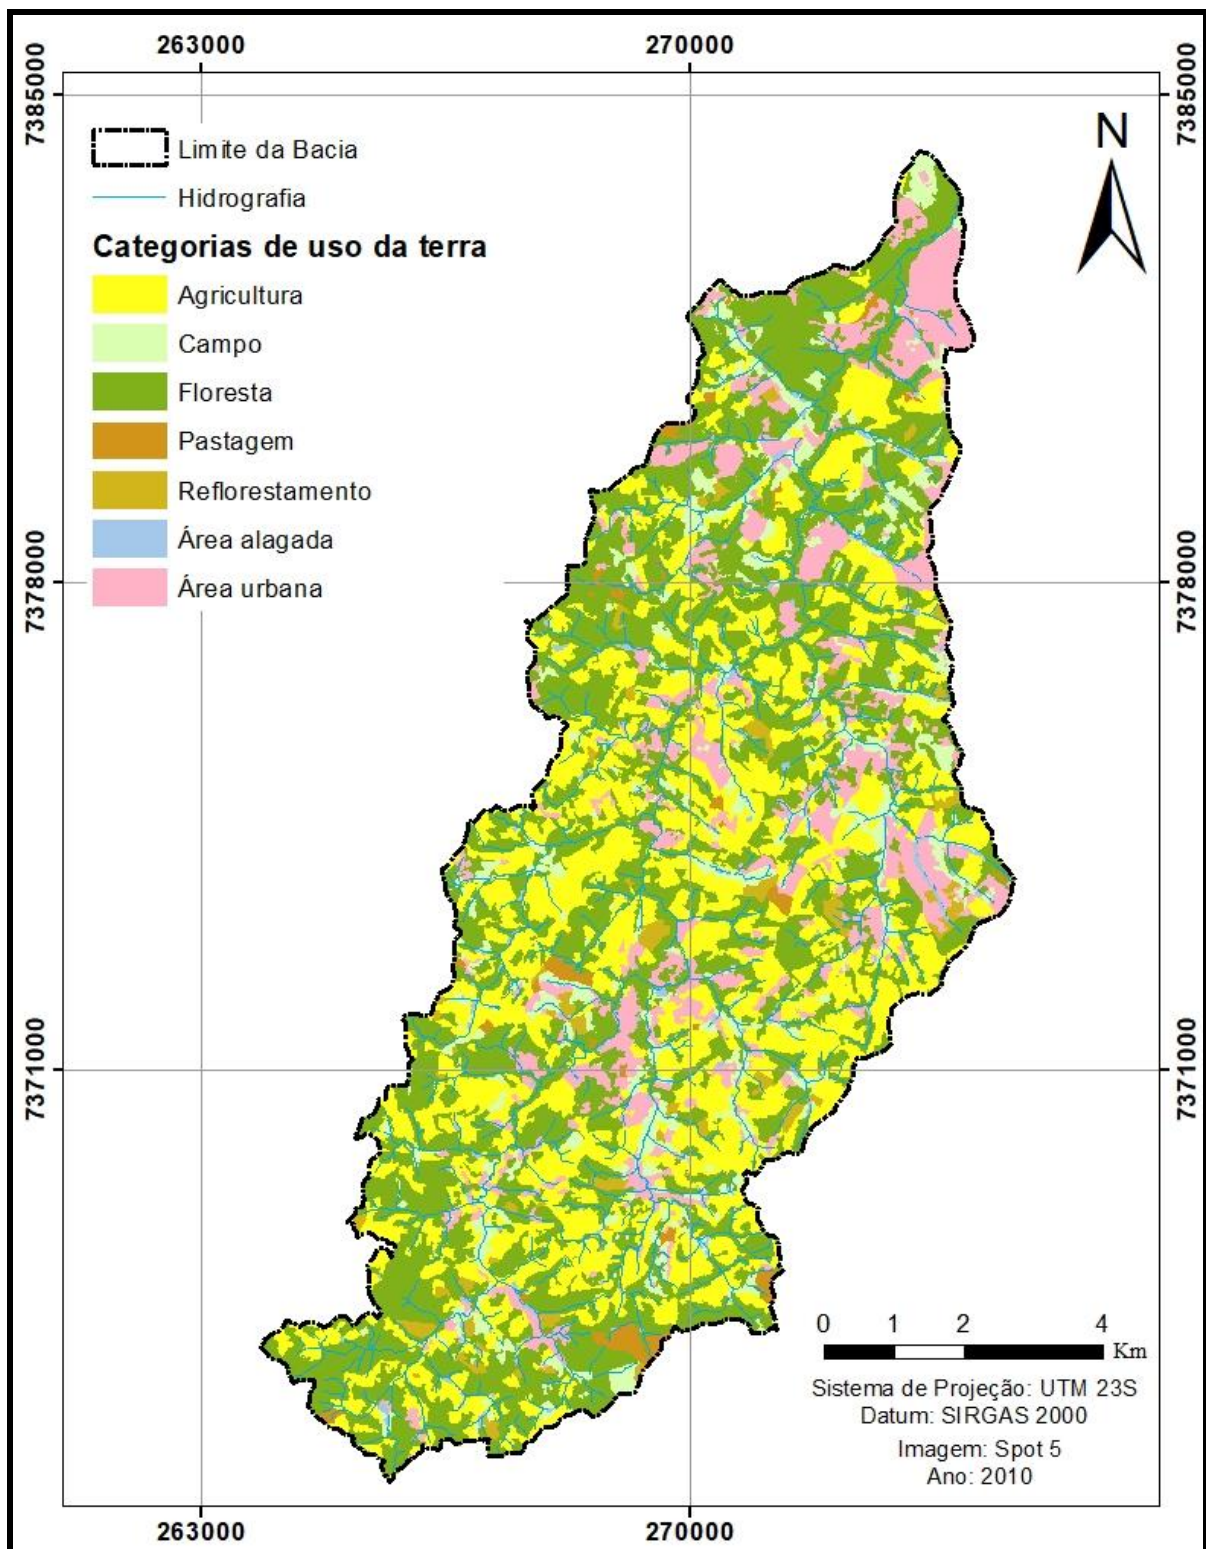 263000 270000
7385000 7385000
N
Limite da Bacia
Hidrografia
Categorias de uso da terra
Agricultura
Campo
Floresta
Pastagem
Reflorestamento
Área alagada
Área urbana
7378000 7378000
7371000 7371000
0 1 2 4
Km
Sistema de Projeção: UTM 23S
Datum: SIRGAS 2000
Imagem: Spot 5
Ano: 2010
263000 270000